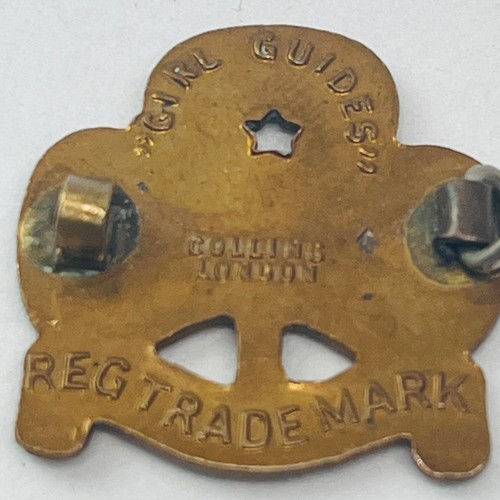 "GIRL GUIDES"
COLLINS
LONDON
REG TRADE MARK